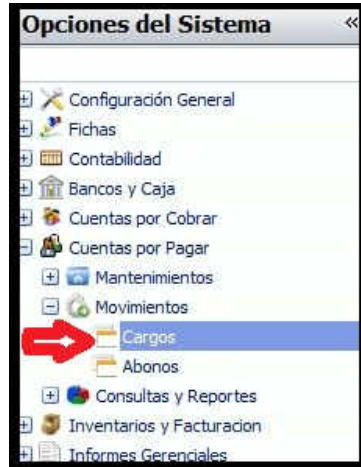 Opciones del Sistema «
Configuración General
Fichas
Contabilidad
Bancos y Caja
Cuentas por Cobrar
Cuentas por Pagar
Mantenimientos
Movimientos
Cargos
Abonos
Consultas y Reportes
Inventarios y Facturacion
Informes Gerenciales